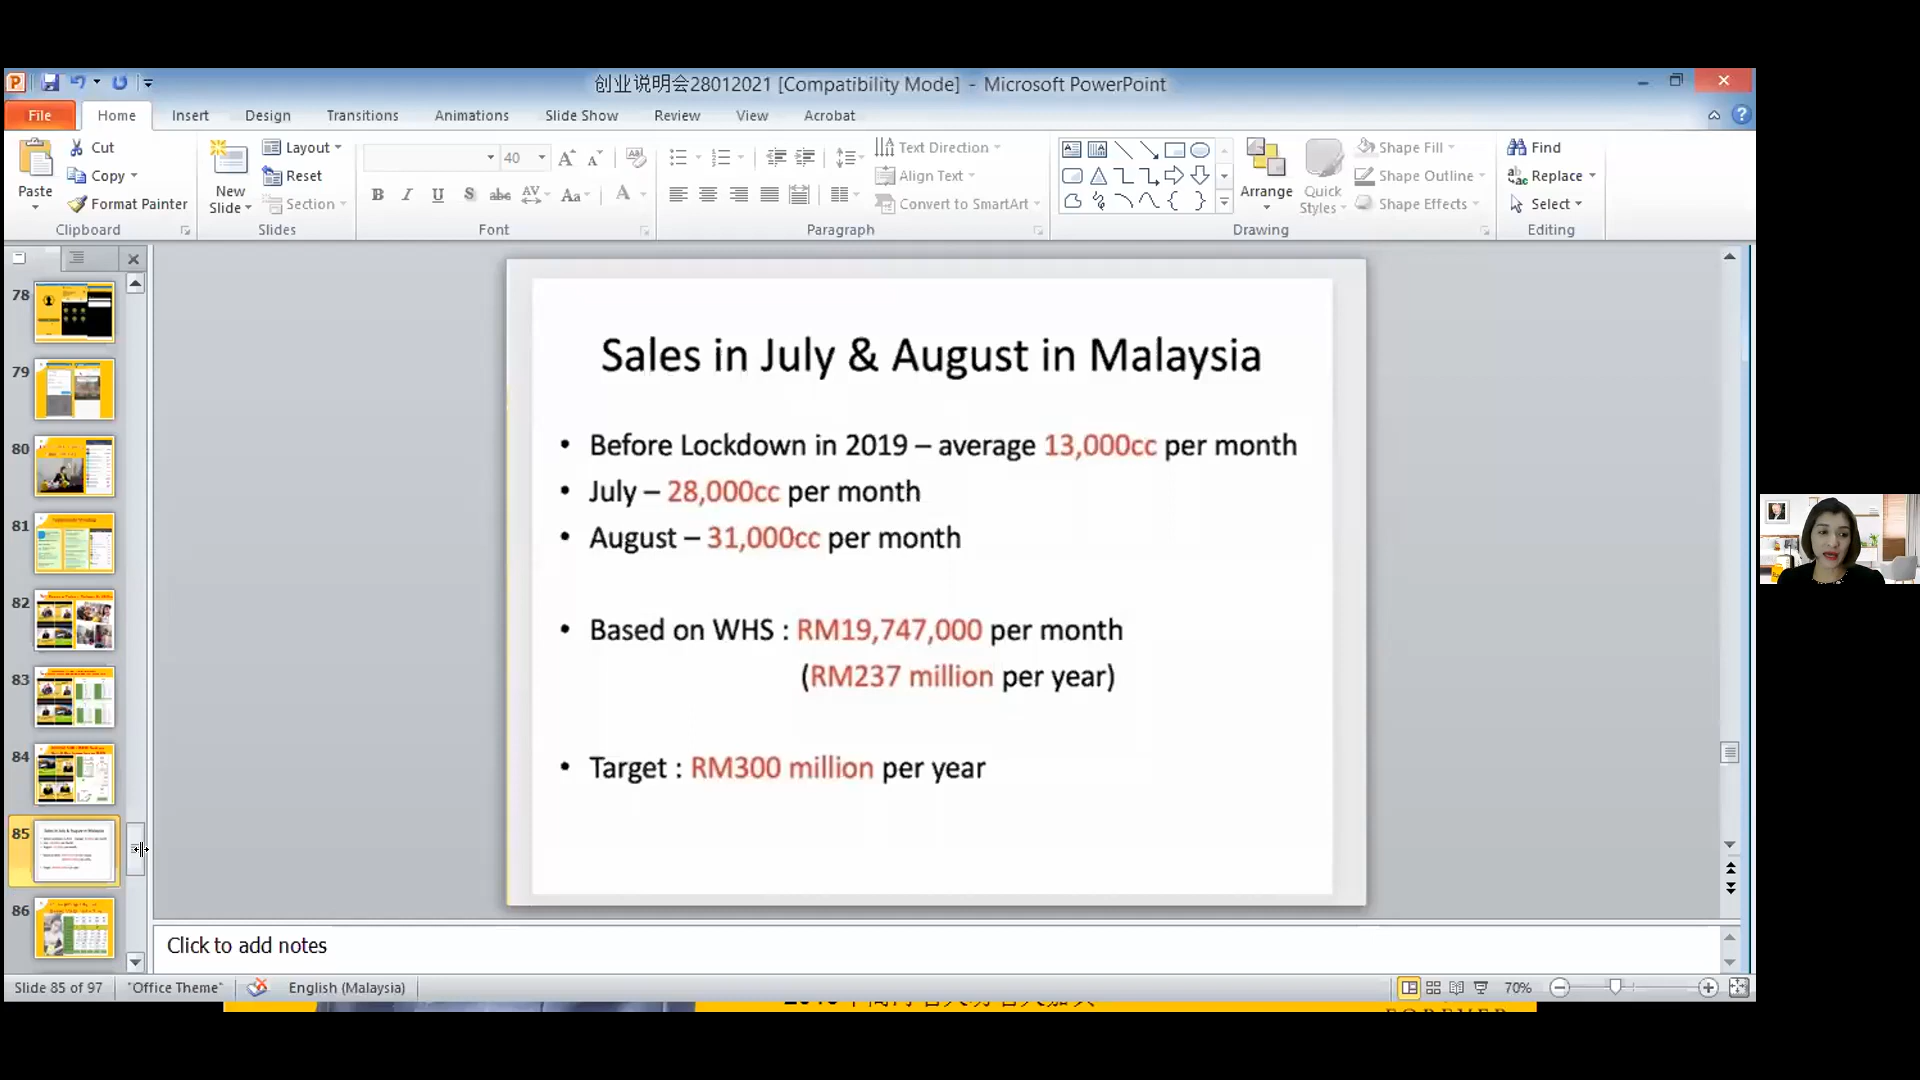 创业说明会28012021 [Compatibility Mode] - Microsoft PowerPoint
File Home Insert Design Transitions Animations Slide Show Review View Acrobat
Cut
Copy
Format Painter
Paste
Clipboard
New Slide
Layout
Reset
Section
Slides
40
Font
Text Direction
Align Text
Convert to SmartArt
Paragraph
Arrange
Quick Styles
Shape Fill
Shape Outline
Shape Effects
Drawing
Find
Replace
Select
Editing
78
79
80
81
82
83
84
85
86
Sales in July & August in Malaysia
• Before Lockdown in 2019 – average 13,000cc per month
• July – 28,000cc per month
• August – 31,000cc per month
• Based on WHS : RM19,747,000 per month
(RM237 million per year)
• Target : RM300 million per year
Click to add notes
Slide 85 of 97 "Office Theme" English (Malaysia) 70%
FOREVER